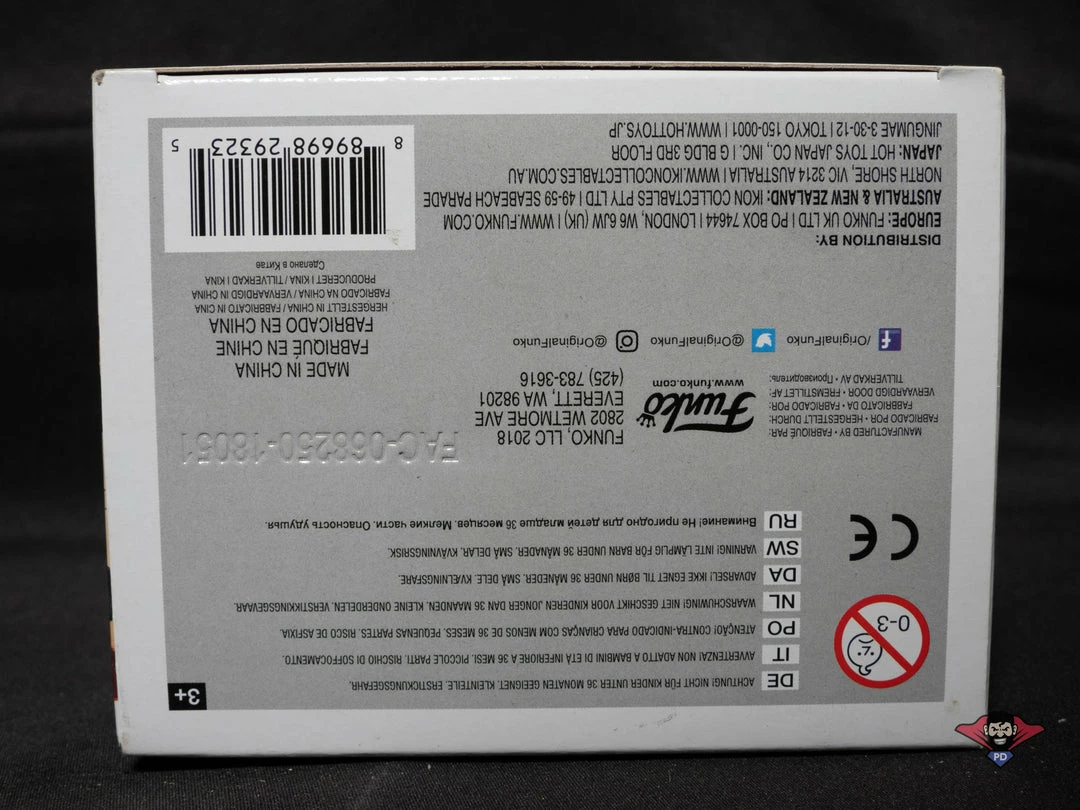 3+
DE ACHTUNG! NICHT FÜR KINDER UNTER 36 MONATEN GEEIGNET. KLEINTEILE. ERSTICKUNGSGEFAHR.
IT AVVERTENZA! NON ADATTO A BAMBINI DI ETÀ INFERIORE A 36 MESI. PICCOLE PARTI. RISCHIO DI SOFFOCAMENTO.
PO ATENÇÃO! CONTRA-INDICADO PARA CRIANÇAS COM MENOS DE 36 MESES. PEQUENAS PARTES. RISCO DE ASFIXIA.
NL WAARSCHUWING! NIET GESCHIKT VOOR KINDEREN JONGER DAN 36 MAANDEN. KLEINE ONDERDELEN. VERSTIKKINGSGEVAAR.
DA ADVARSEL! IKKE EGNET TIL BØRN UNDER 36 MÅNEDER. SMÅ DELE. KVÆLNINGSFARE.
SW VARNING! INTE LÄMPLIG FÖR BARN UNDER 36 MÅNADER. SMÅ DELAR. KVÄVNINGSRISK.
RU Внимание! Не пригодно для детей младше 36 месяцев. Мелкие части. Опасность удушья.
0-3
CE
MANUFACTURED BY • FABRIQUÉ PAR:
FABRICADO POR • HERGESTELLT DURCH:
FABBRICATO DA • FABRICADO POR:
VERVAARDIGD DOOR • FREMSTILLET AF:
TILLVERKAD AV • Производитель:
Funko
www.funko.com
FUNKO, LLC 2018
2802 WETMORE AVE
EVERETT, WA 98201
(425) 783-3616
FAC-068250-18051
/OriginalFunko @OriginalFunko @OriginalFunko
MADE IN CHINA
FABRIQUÉ EN CHINE
FABRICADO EN CHINA
HERGESTELLT IN CHINA / FABBRICATO IN CINA
FABRICADO NA CHINA / VERVAARDIGD IN CHINA
PRODUCERET I KINA / TILLVERKAD I KINA
Сделано в Китае
DISTRIBUTION BY:
EUROPE: FUNKO UK LTD | PO BOX 74644 | LONDON, W6 6JW (UK) | WWW.FUNKO.COM
AUSTRALIA & NEW ZEALAND: IKON COLLECTABLES PTY LTD | 49-59 SEABEACH PARADE
NORTH SHORE, VIC 3214 AUSTRALIA | WWW.IKONCOLLECTABLES.COM.AU
JAPAN: HOT TOYS JAPAN CO., INC. | G BLDG 3RD FLOOR
JINGUMAE 3-30-12 | TOKYO 150-0001 | WWW.HOTTOYS.JP
8 89698 29323 5
PD